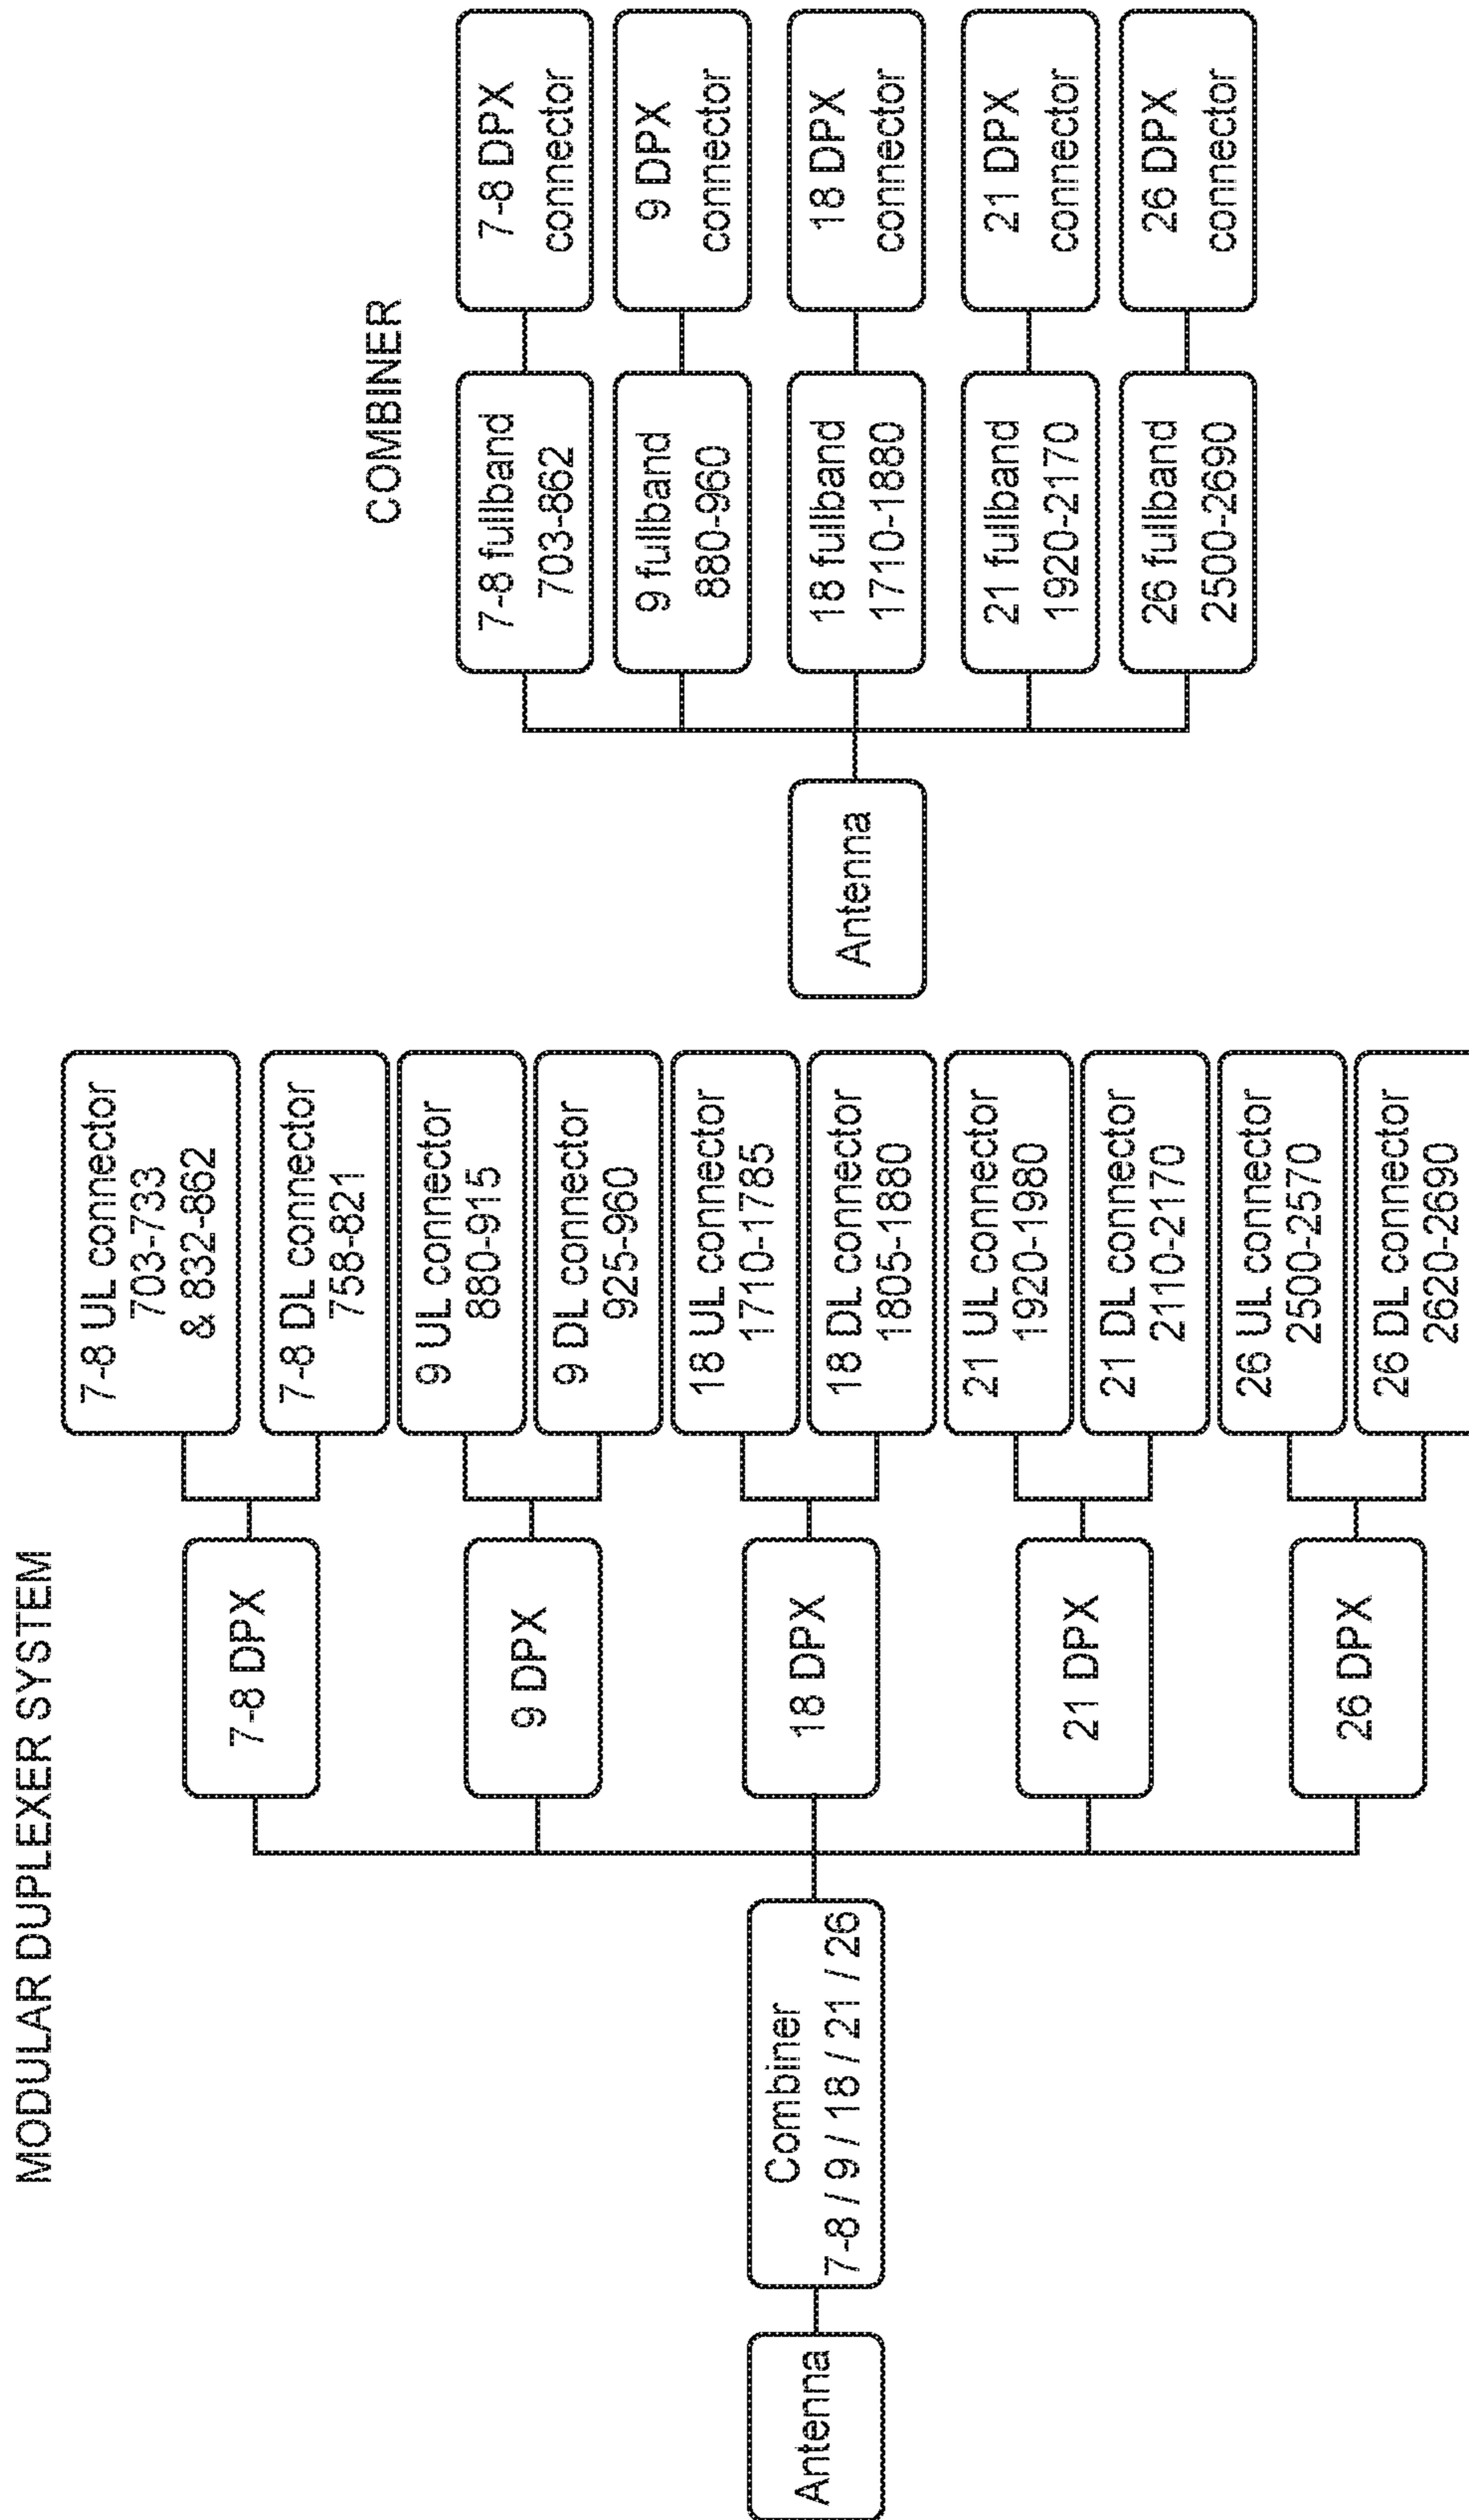 MODULAR DUPLEXER SYSTEM
Antenna
Combiner
7-8 / 9 / 18 / 21 / 26
7-8 DPX
9 DPX
18 DPX
21 DPX
26 DPX
7-8 UL connector
703-733
& 832-862
7-8 DL connector
758-821
9 UL connector
880-915
9 DL connector
925-960
18 UL connector
1710-1785
18 DL connector
1805-1880
21 UL connector
1920-1980
21 DL connector
2110-2170
26 UL connector
2500-2570
26 DL connector
2620-2690
COMBINER
Antenna
7-8 fullband
703-862
9 fullband
880-960
18 fullband
1710-1880
21 fullband
1920-2170
26 fullband
2500-2690
7-8 DPX
connector
9 DPX
connector
18 DPX
connector
21 DPX
connector
26 DPX
connector